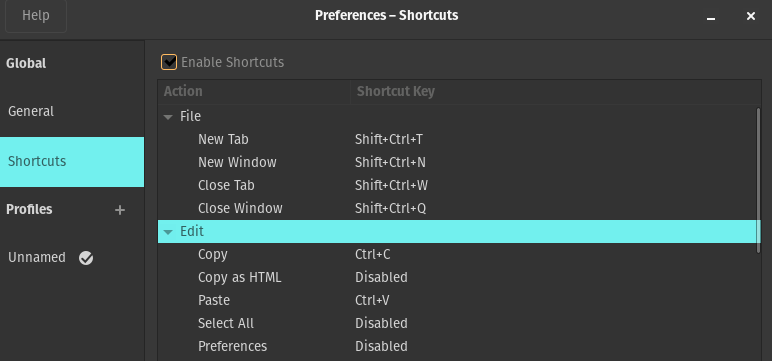 Help
Preferences – Shortcuts
Global
General
Shortcuts
Profiles +
Unnamed
Enable Shortcuts
Action Shortcut Key
File
New Tab Shift+Ctrl+T
New Window Shift+Ctrl+N
Close Tab Shift+Ctrl+W
Close Window Shift+Ctrl+Q
Edit
Copy Ctrl+C
Copy as HTML Disabled
Paste Ctrl+V
Select All Disabled
Preferences Disabled